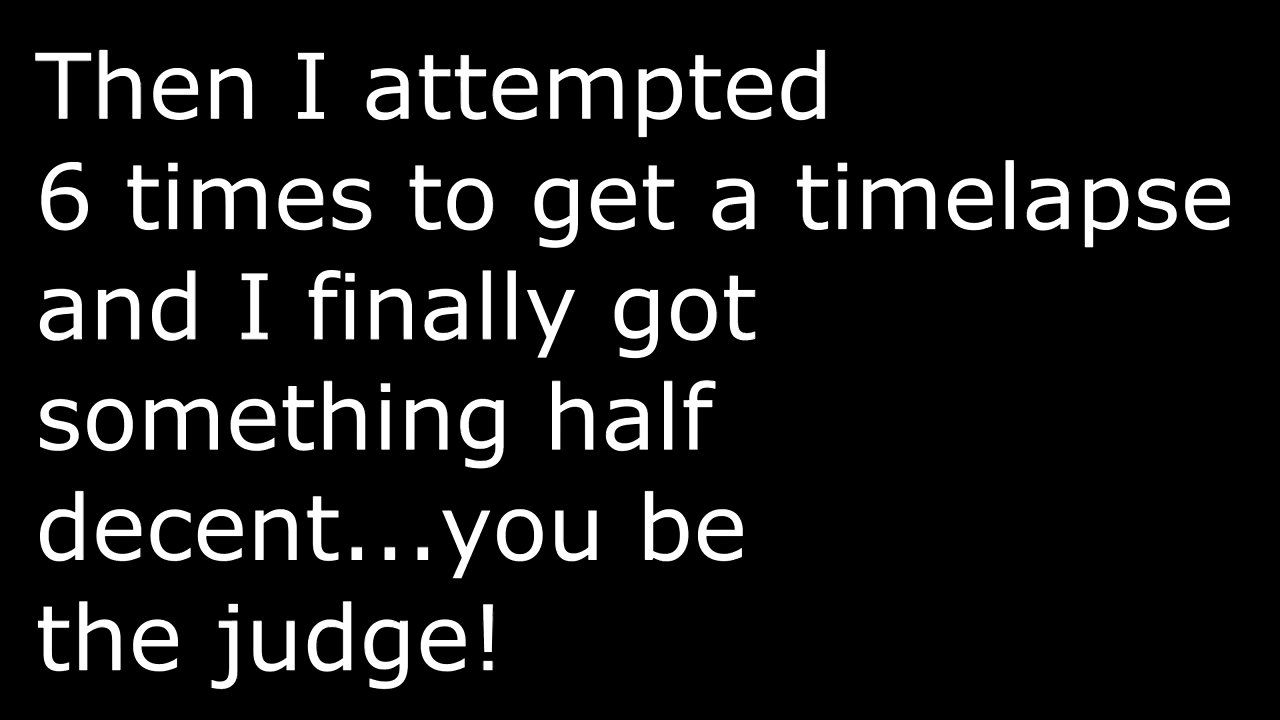 Then I attempted
6 times to get a timelapse
and I finally got
something half
decent...you be
the judge!